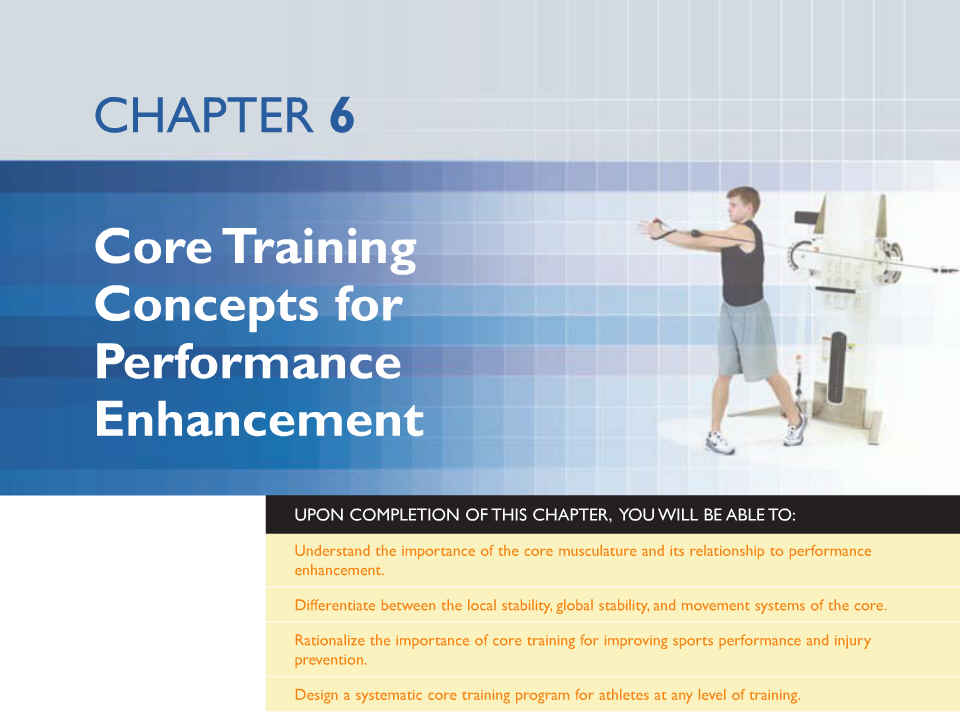 CHAPTER 6
Core Training
Concepts for
Performance
Enhancement
UPON COMPLETION OF THIS CHAPTER, YOU WILL BE ABLE TO:
Understand the importance of the core musculature and its relationship to performance
enhancement.
Differentiate between the local stability, global stability, and movement systems of the core.
Rationalize the importance of core training for improving sports performance and injury
prevention.
Design a systematic core training program for athletes at any level of training.